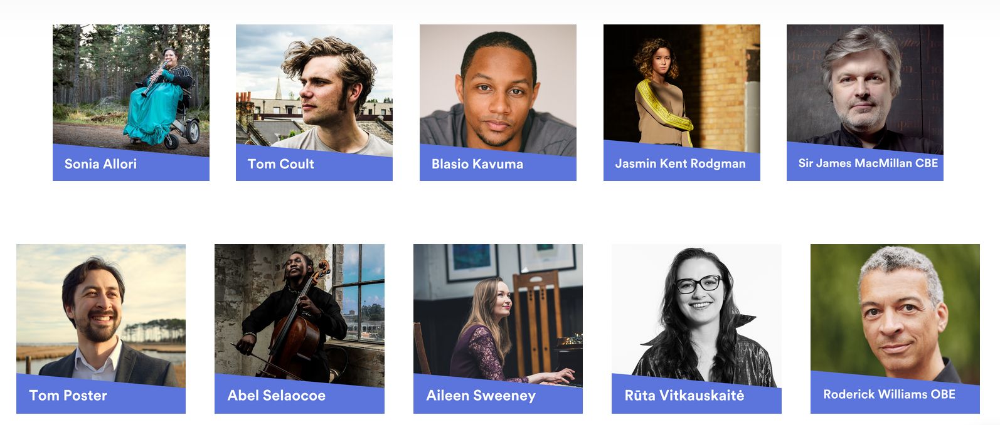 Sonia Allori
Tom Coult
Blasio Kavuma
Jasmin Kent Rodgman
Sir James MacMillan CBE
Tom Poster
Abel Selaocoe
Aileen Sweeney
Rūta Vitkauskaitė
Roderick Williams OBE